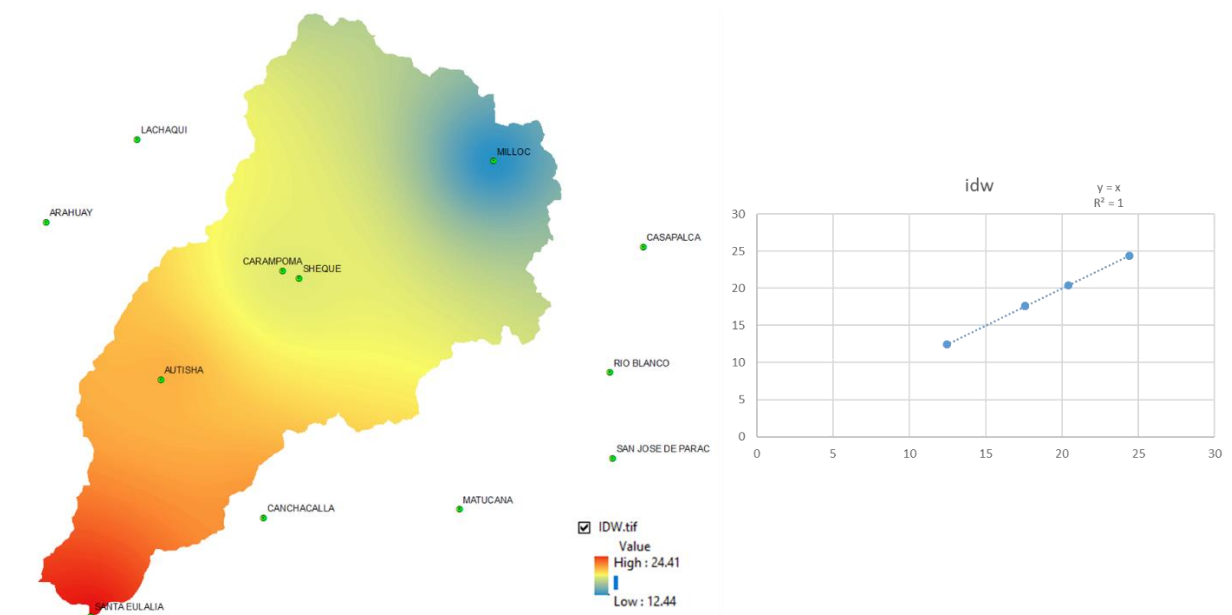 LACHAQUI
MILLOC
ARAHUAY
CASAPALCA
CARAMPOMA
SHEQUE
RIO BLANCO
AUTISHA
SAN JOSE DE PARAC
MATUCANA
CANCHACALLA
SANTA EULALIA
IDW.tif
Value
High : 24.41
Low : 12.44
idw
y = x
R² = 1
30
25
20
15
10
5
0
0 5 10 15 20 25 30